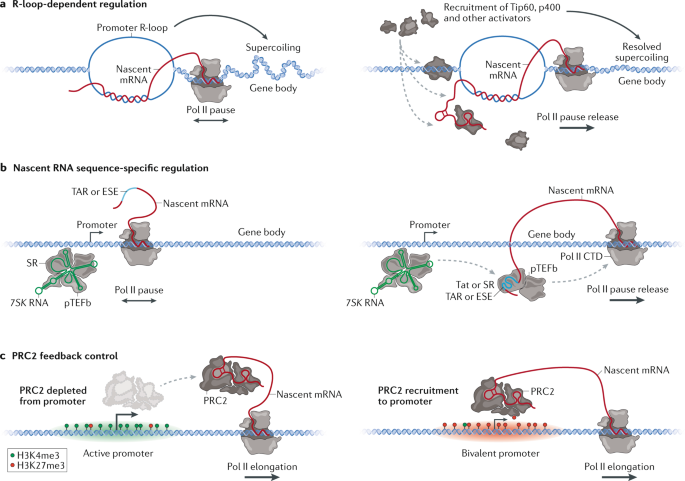 a R-loop-dependent regulation
Promoter R-loop
Supercoiling
Nascent
mRNA
Gene body
Pol II pause
Recruitment of Tip60, p400
and other activators
Resolved
supercoiling
Nascent
mRNA
Gene body
Pol II pause release
b Nascent RNA sequence-specific regulation
TAR or ESE
Nascent mRNA
Promoter
Gene body
SR
7SK RNA
pTEFb
Pol II pause
Nascent mRNA
Promoter
Gene body
Pol II CTD
pTEFb
Tat or SR
TAR or ESE
7SK RNA
Pol II pause release
c PRC2 feedback control
PRC2 depleted
from promoter
PRC2
Nascent mRNA
Active promoter
H3K4me3
H3K27me3
Pol II elongation
PRC2 recruitment
to promoter
PRC2
Nascent mRNA
Bivalent promoter
Pol II elongation